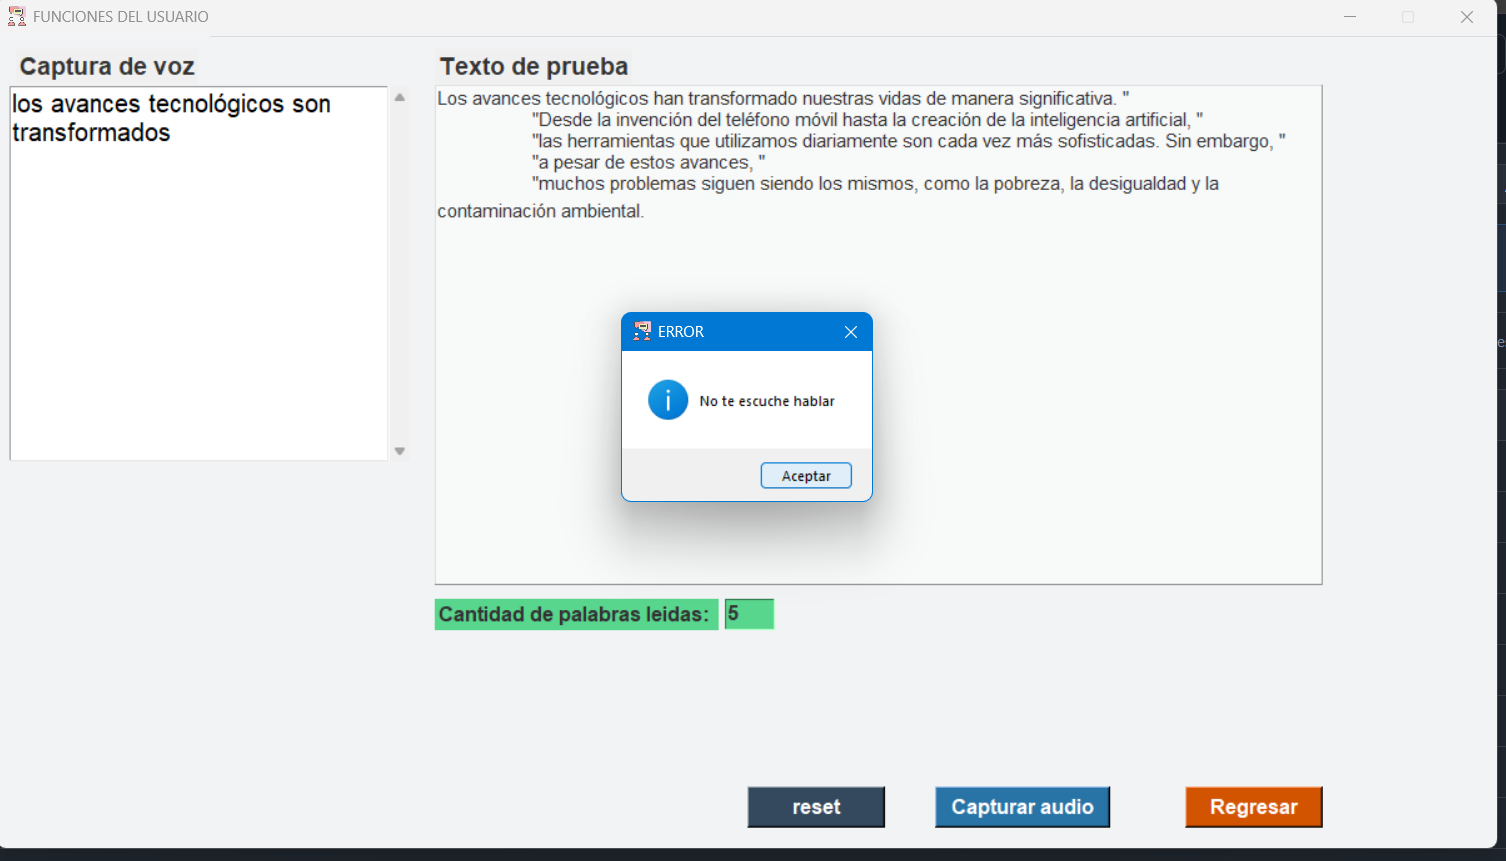 FUNCIONES DEL USUARIO
Captura de voz
los avances tecnológicos son
transformados
Texto de prueba
Los avances tecnológicos han transformado nuestras vidas de manera significativa. "
"Desde la invención del teléfono móvil hasta la creación de la inteligencia artificial, "
"las herramientas que utilizamos diariamente son cada vez más sofisticadas. Sin embargo, "
"a pesar de estos avances, "
"muchos problemas siguen siendo los mismos, como la pobreza, la desigualdad y la
contaminación ambiental.
ERROR
No te escuche hablar
Aceptar
Cantidad de palabras leidas: 5
reset
Capturar audio
Regresar